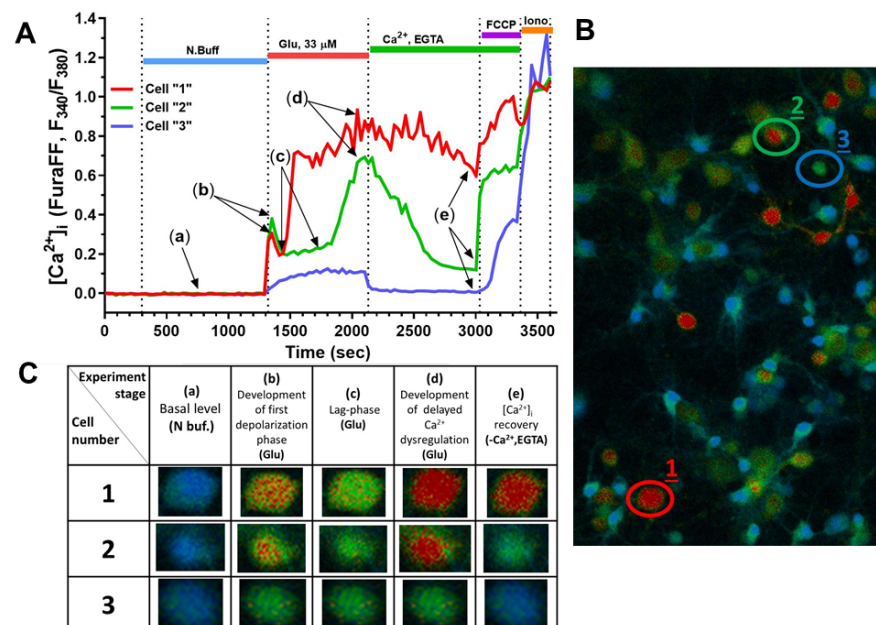 A
B
C
[Ca²⁺]ᵢ (FuraFF, F₃₄₀/F₃₈₀)
1.4
1.2
1.0
0.8
0.6
0.4
0.2
0.0
N.Buff
Glu, 33 µM
Ca²⁺, EGTA
FCCP
Iono.
Cell "1"
Cell "2"
Cell "3"
(a)
(b)
(c)
(d)
(e)
0 500 1000 1500 2000 2500 3000 3500
Time (sec)
2
3
1
Experiment
stage
Cell
number
(a)
Basal level
(N buf.)
(b)
Development
of first
depolarization
phase
(Glu)
(c)
Lag-phase
(Glu)
(d)
Development
of delayed
Ca²⁺
dysregulation
(Glu)
(e)
[Ca²⁺]ᵢ
recovery
(-Ca²⁺,EGTA)
1
2
3